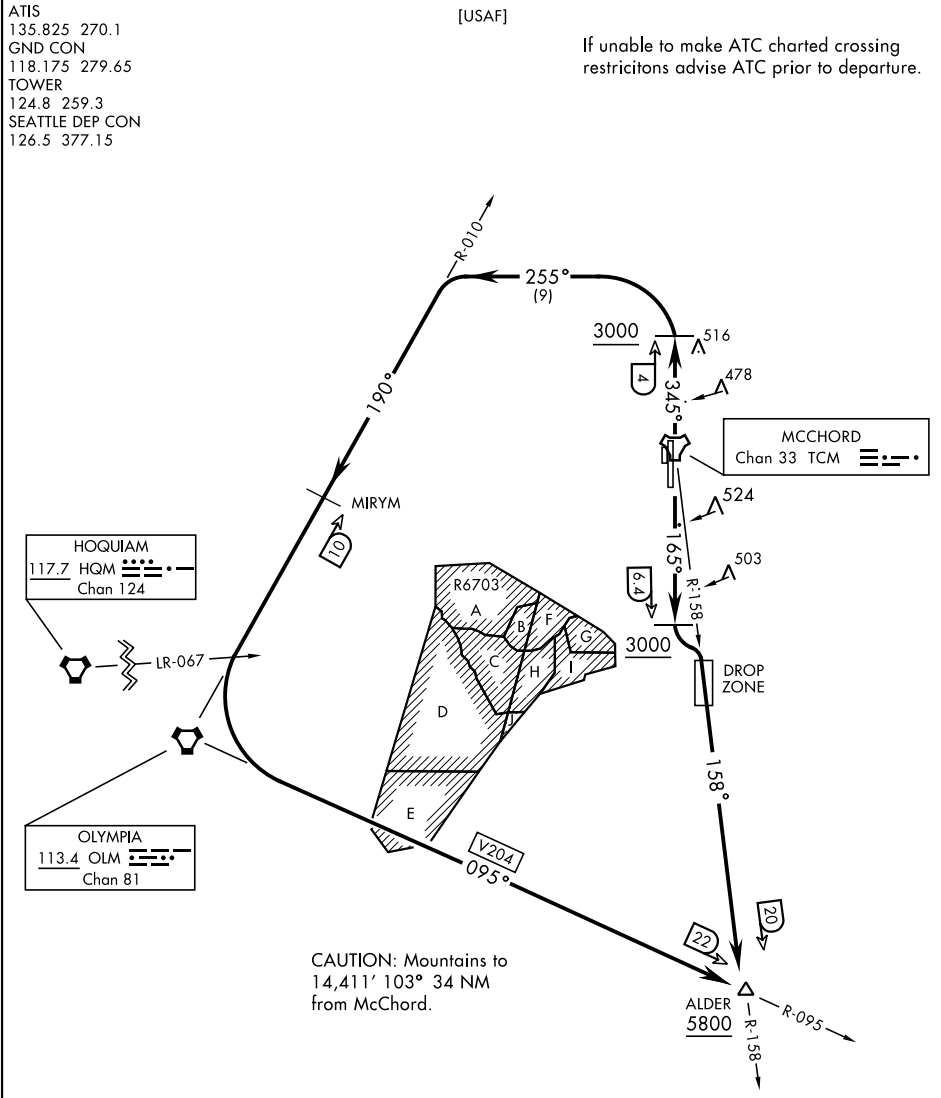 ATIS
135.825 270.1
GND CON
118.175 279.65
TOWER
124.8 259.3
SEATTLE DEP CON
126.5 377.15
[USAF]
If unable to make ATC charted crossing
restricitons advise ATC prior to departure.
R-010
255°
(9)
3000
516
4
345°
478
190°
MCCHORD
Chan 33 TCM
MIRYM
10
524
165°
HOQUIAM
117.7 HQM
Chan 124
R6703
A
B
F
G
C
H
I
J
D
E
6.4
503
R-158
3000
LR-067
DROP
ZONE
158°
OLYMPIA
113.4 OLM
Chan 81
V204
095°
20
22
CAUTION: Mountains to
14,411' 103° 34 NM
from McChord.
ALDER
5800
R-095
R-158